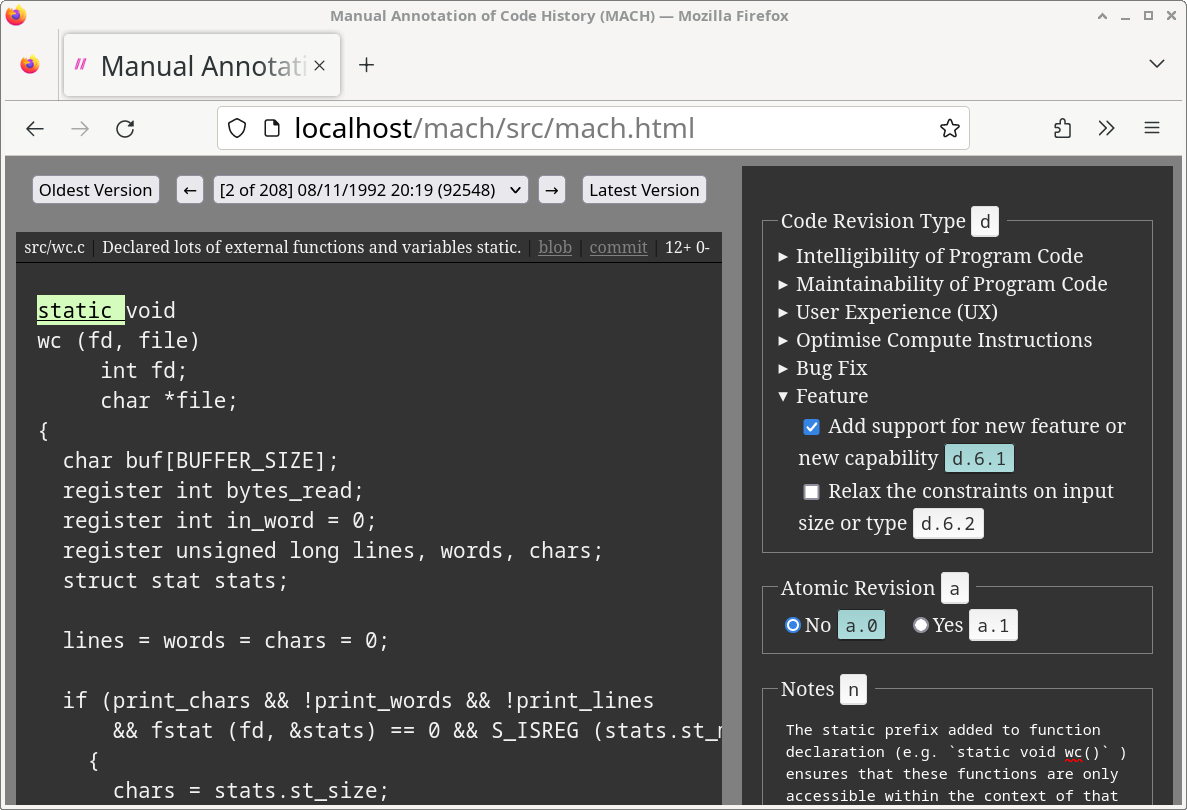 Manual Annotation of Code History (MACH) — Mozilla Firefox
// Manual Annotati
localhost/mach/src/mach.html
Oldest Version ← [2 of 208] 08/11/1992 20:19 (92548) → Latest Version
src/wc.c | Declared lots of external functions and variables static. | blob | commit | 12+ 0-
static void
wc (fd, file)
     int fd;
     char *file;
{
  char buf[BUFFER_SIZE];
  register int bytes_read;
  register int in_word = 0;
  register unsigned long lines, words, chars;
  struct stat stats;
  lines = words = chars = 0;
  if (print_chars && !print_words && !print_lines
      && fstat (fd, &stats) == 0 && S_ISREG (stats.st_
    {
      chars = stats.st_size;
Code Revision Type d
▸ Intelligibility of Program Code
▸ Maintainability of Program Code
▸ User Experience (UX)
▸ Optimise Compute Instructions
▸ Bug Fix
▾ Feature
Add support for new feature or
new capability d.6.1
Relax the constraints on input
size or type d.6.2
Atomic Revision a
No a.0 Yes a.1
Notes n
The static prefix added to function
declaration (e.g. `static void wc()` )
ensures that these functions are only
accessible within the context of that